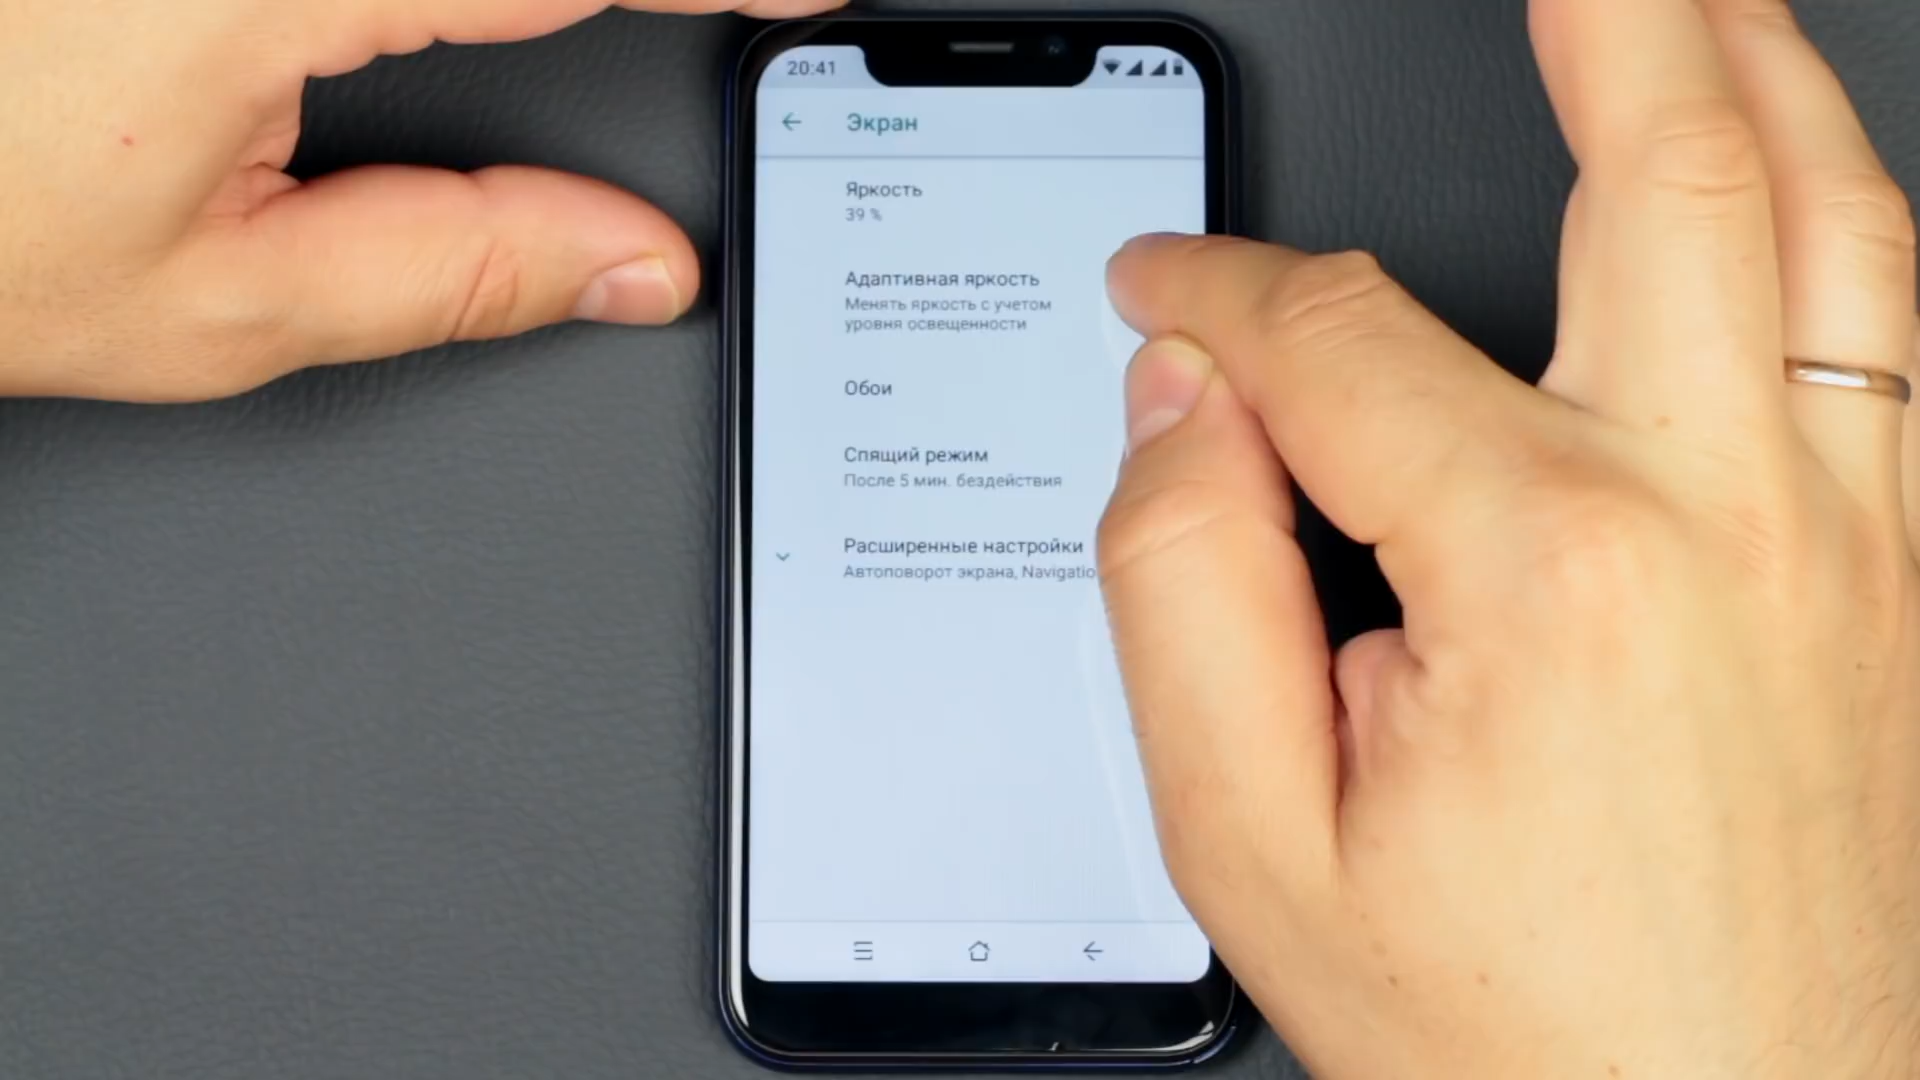 20:41
Экран
Яркость
39 %
Адаптивная яркость
Менять яркость с учетом
уровня освещенности
Обои
Спящий режим
После 5 мин. бездействия
Расширенные настройки
Автоповорот экрана, Navigatio